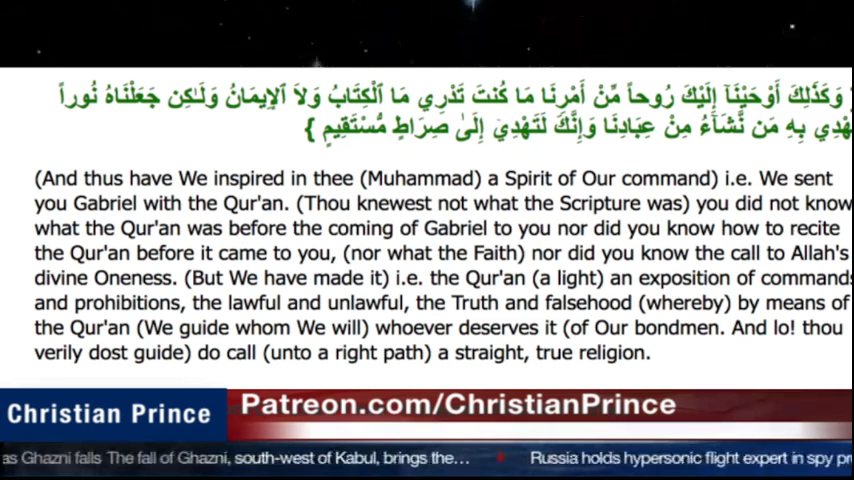 وَكَذَلِكَ أَوْحَيْنَآ إِلَيْكَ رُوحاً مِّنْ أَمْرِنَا مَا كُنتَ تَدْرِي مَا ٱلْكِتَابُ وَلاَ ٱلإِيمَانُ وَلَـٰكِن جَعَلْنَاهُ نُوراً
نَّهْدِي بِهِ مَن نَّشَآءُ مِنْ عِبَادِنَا وَإِنَّكَ لَتَهْدِيۤ إِلَىٰ صِرَاطٍ مُّسْتَقِيمٍ }
(And thus have We inspired in thee (Muhammad) a Spirit of Our command) i.e. We sent
you Gabriel with the Qur'an. (Thou knewest not what the Scripture was) you did not know
what the Qur'an was before the coming of Gabriel to you nor did you know how to recite
the Qur'an before it came to you, (nor what the Faith) nor did you know the call to Allah's
divine Oneness. (But We have made it) i.e. the Qur'an (a light) an exposition of commands
and prohibitions, the lawful and unlawful, the Truth and falsehood (whereby) by means of
the Qur'an (We guide whom We will) whoever deserves it (of Our bondmen. And lo! thou
verily dost guide) do call (unto a right path) a straight, true religion.
Patreon.com/ChristianPrince
Christian Prince
as Ghazni falls The fall of Ghazni, south-west of Kabul, brings the... Russia holds hypersonic flight expert in spy pr